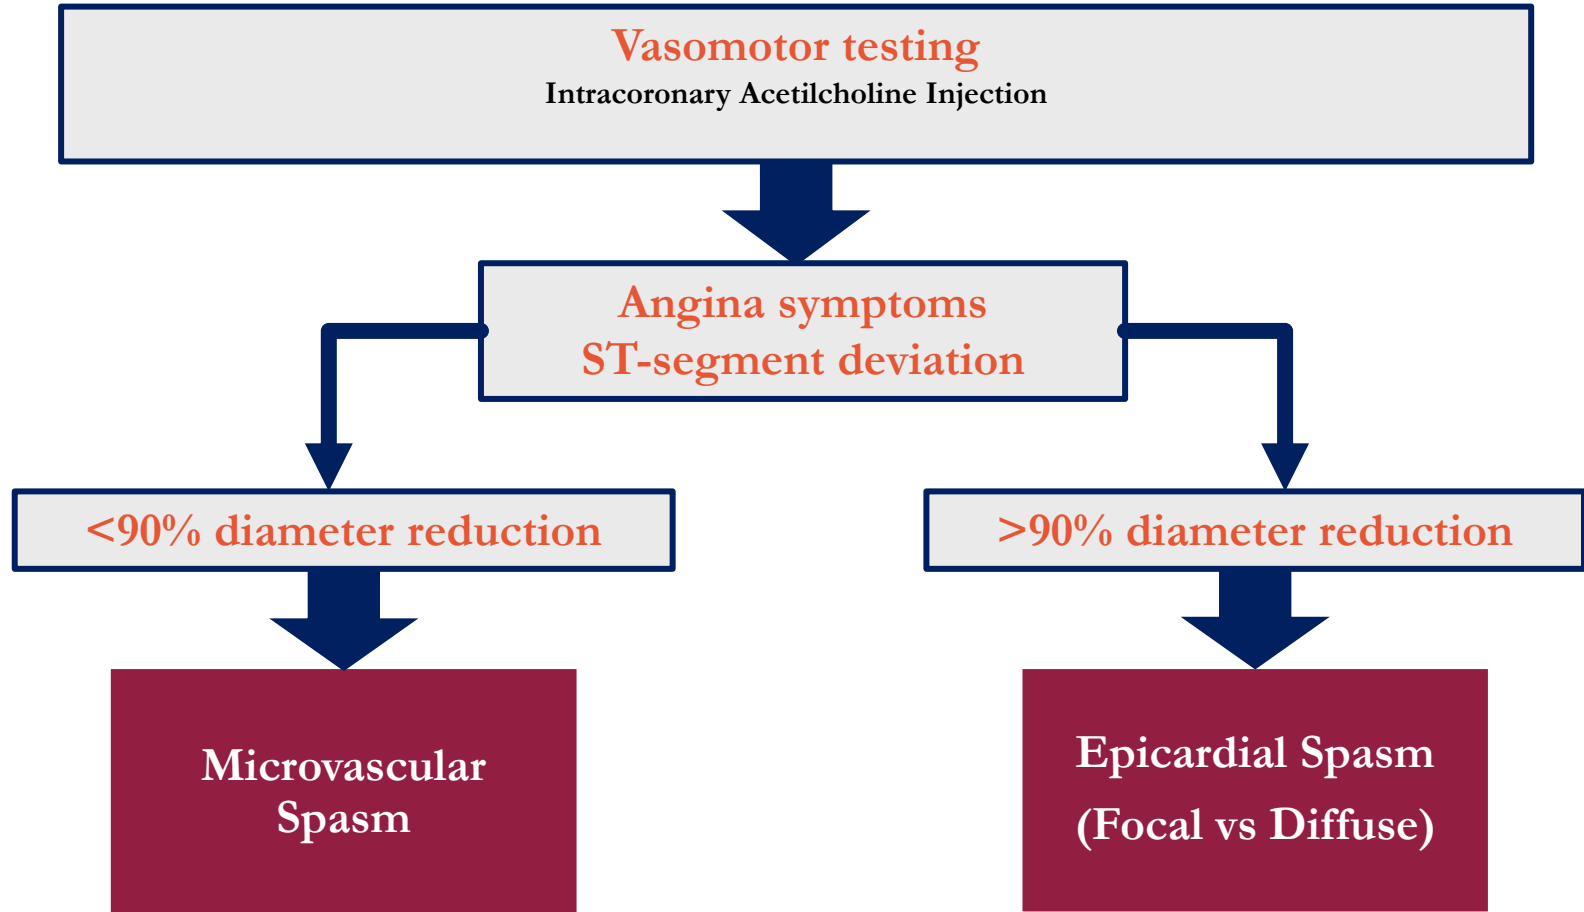 Vasomotor testing
Intracoronary Acetilcholine Injection
Angina symptoms
ST-segment deviation
<90% diameter reduction
>90% diameter reduction
Microvascular
Spasm
Epicardial Spasm
(Focal vs Diffuse)